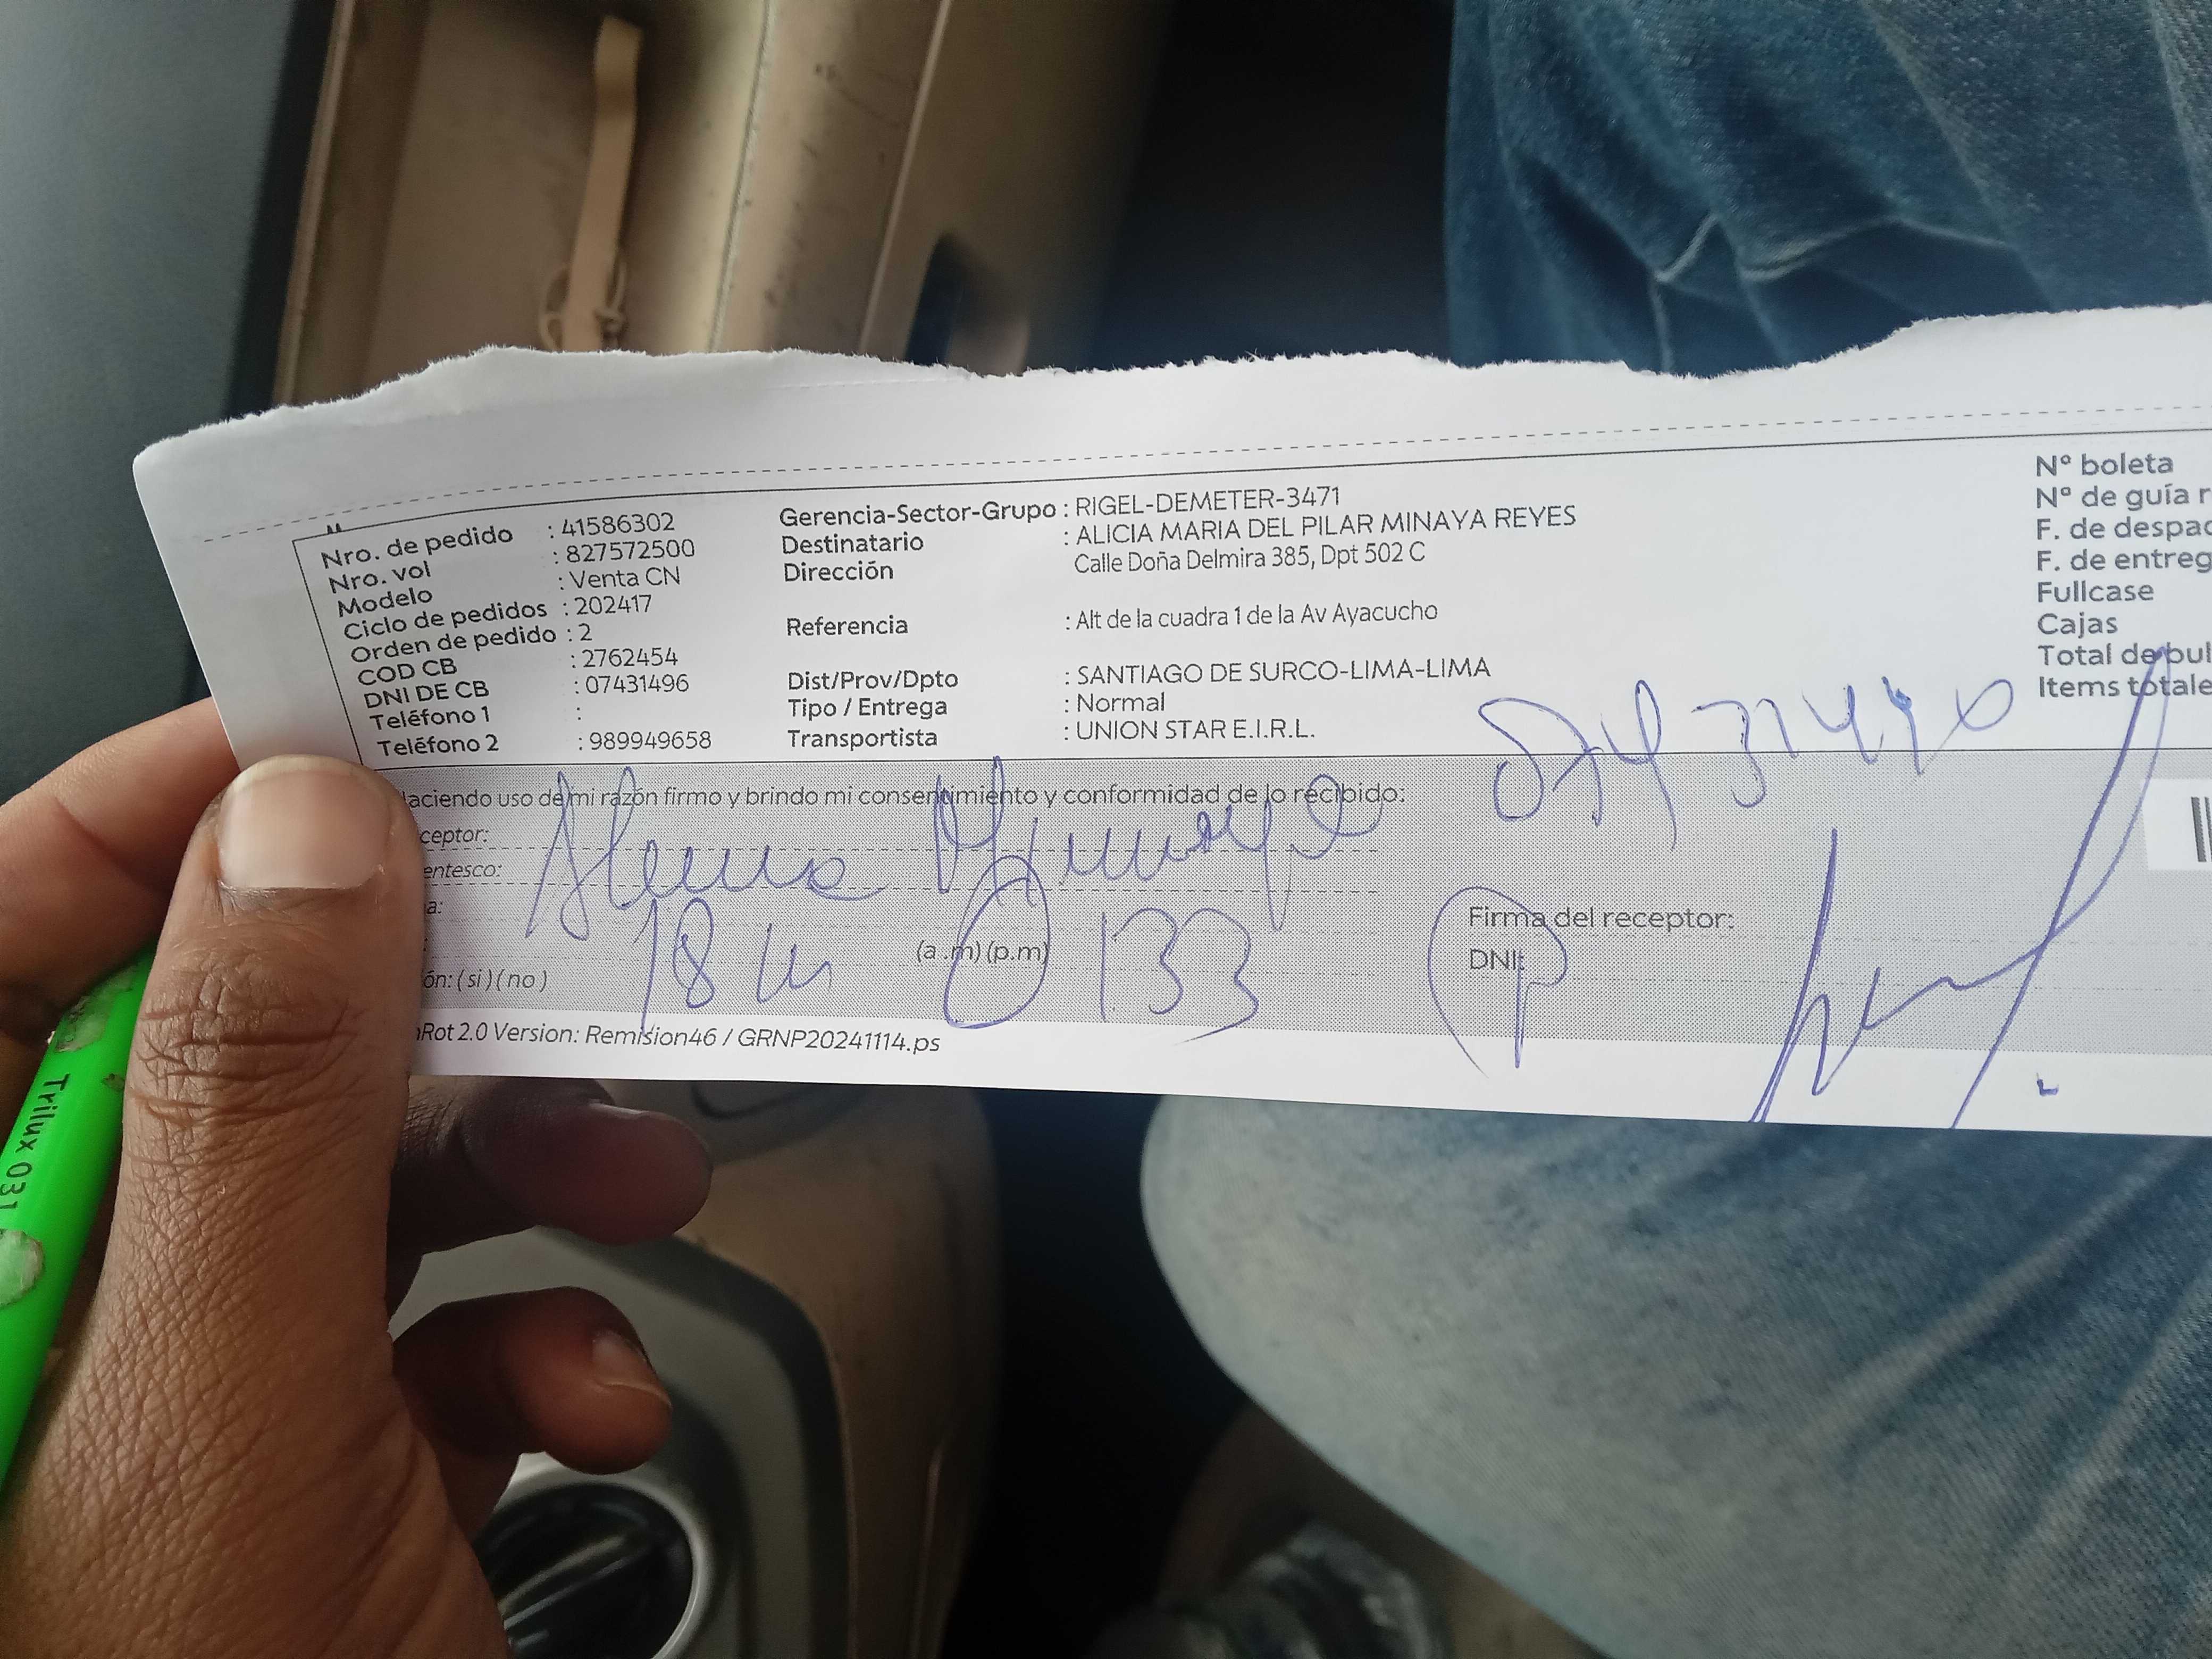 Nro. de pedido : 41586302
Nro. vol : 827572500
Modelo : Venta CN
Ciclo de pedidos : 202417
Orden de pedido : 2
COD CB : 2762454
DNI DE CB : 07431496
Teléfono 1 :
Teléfono 2 : 989949658
Gerencia-Sector-Grupo : RIGEL-DEMETER-3471
Destinatario : ALICIA MARIA DEL PILAR MINAYA REYES
Dirección Calle Doña Delmira 385, Dpt 502 C
Referencia : Alt de la cuadra 1 de la Av Ayacucho
Dist/Prov/Dpto : SANTIAGO DE SURCO-LIMA-LIMA
Tipo / Entrega : Normal
Transportista : UNION STAR E.I.R.L.
Nº boleta
Nº de guía r
F. de despac
F. de entreg
Fullcase
Cajas
Total de bul
Items totale
aciendo uso de mi razón firmo y brindo mi consentimiento y conformidad de lo recibido:
ceptor:
entesco:
a:
(a.m) (p.m) 133
ón: (si) (no)
Firma del receptor:
DNI:
Rot 2.0 Version: Remision46 / GRNP20241114.ps
Trilux 031